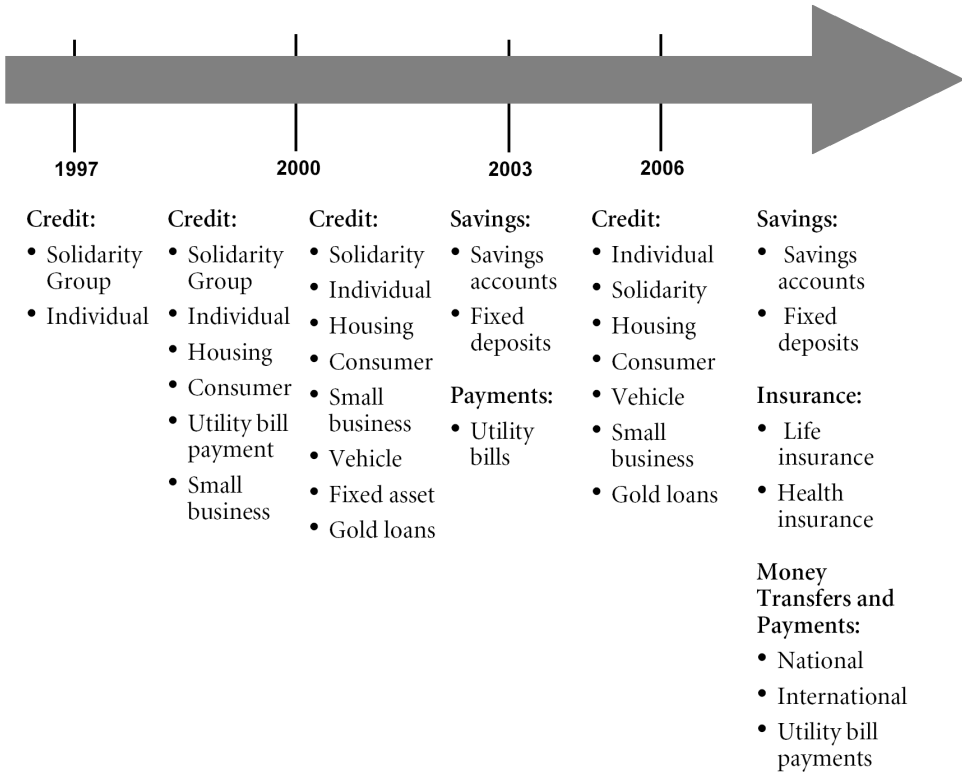 1997
2000
2003
2006
Credit:
• Solidarity
Group
• Individual
Credit:
• Solidarity
Group
• Individual
• Housing
• Consumer
• Utility bill
payment
• Small
business
Credit:
• Solidarity
• Individual
• Housing
• Consumer
• Small
business
• Vehicle
• Fixed asset
• Gold loans
Savings:
• Savings
accounts
• Fixed
deposits
Payments:
• Utility
bills
Credit:
• Individual
• Solidarity
• Housing
• Consumer
• Vehicle
• Small
business
• Gold loans
Savings:
• Savings
accounts
• Fixed
deposits
Insurance:
• Life
insurance
• Health
insurance
Money
Transfers and
Payments:
• National
• International
• Utility bill
payments